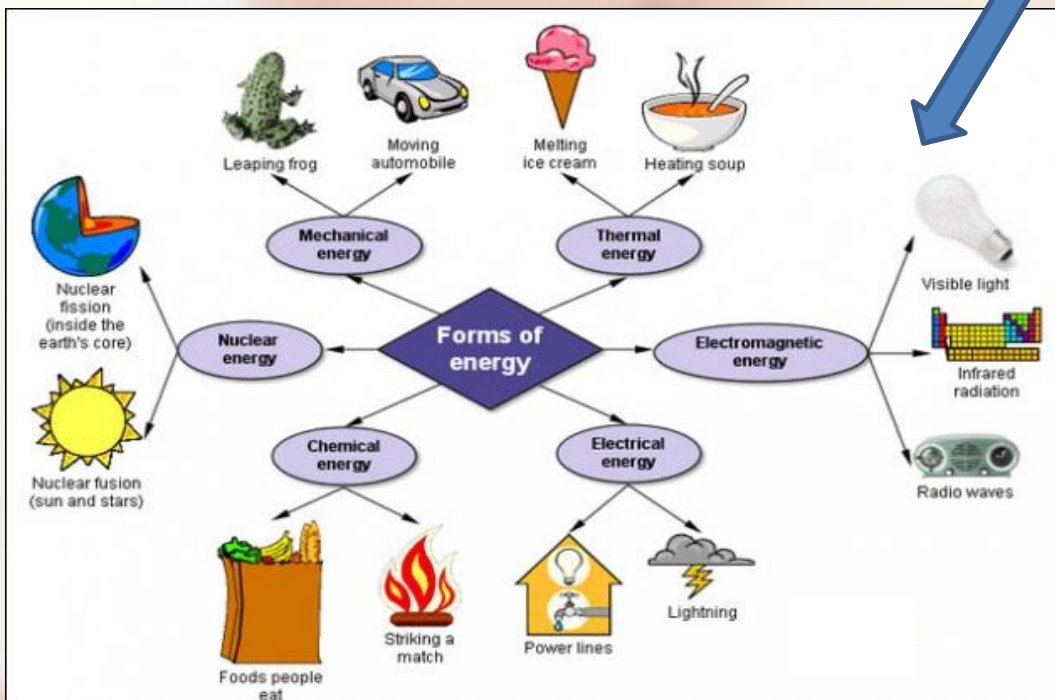 Leaping frog
Moving
automobile
Melting
ice cream
Heating soup
Mechanical
energy
Thermal
energy
Nuclear
fission
(inside the
earth's core)
Nuclear
energy
Forms of
energy
Electromagnetic
energy
Visible light
Infrared
radiation
Nuclear fusion
(sun and stars)
Chemical
energy
Electrical
energy
Radio waves
Foods people
eat
Striking a
match
Power lines
Lightning